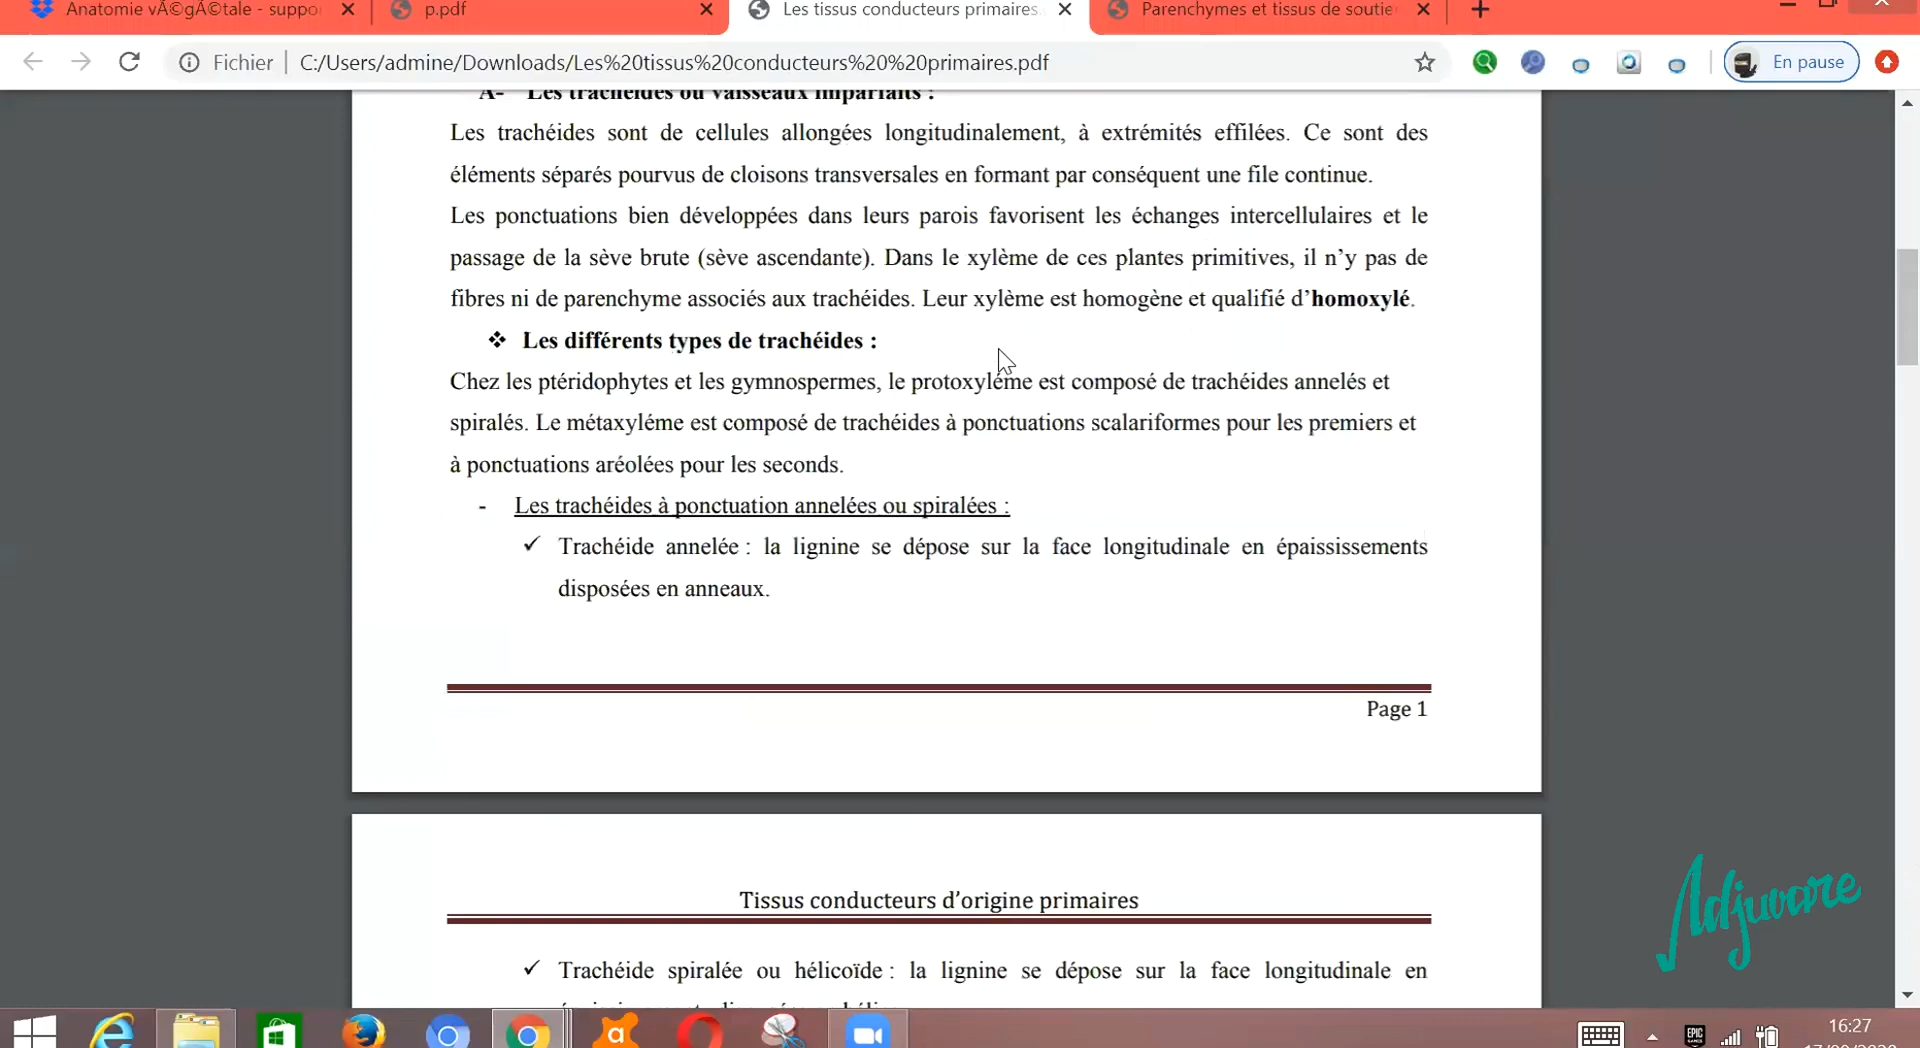 Anatomie vÃ©gÃ©tale - suppo
p.pdf
Les tissus conducteurs primaires.
Parenchymes et tissus de soutie
Fichier
C:/Users/admine/Downloads/Les%20tissus%20conducteurs%20%20primaires.pdf
En pause
A- Les trachéides ou vaisseaux imparfaits :
Les trachéides sont de cellules allongées longitudinalement, à extrémités effilées. Ce sont des
éléments séparés pourvus de cloisons transversales en formant par conséquent une file continue.
Les ponctuations bien développées dans leurs parois favorisent les échanges intercellulaires et le
passage de la sève brute (sève ascendante). Dans le xylème de ces plantes primitives, il n’y pas de
fibres ni de parenchyme associés aux trachéides. Leur xylème est homogène et qualifié d’homoxylé.
❖ Les différents types de trachéides :
Chez les ptéridophytes et les gymnospermes, le protoxyléme est composé de trachéides annelés et
spiralés. Le métaxyléme est composé de trachéides à ponctuations scalariformes pour les premiers et
à ponctuations aréolées pour les seconds.
- Les trachéides à ponctuation annelées ou spiralées :
✓ Trachéide annelée : la lignine se dépose sur la face longitudinale en épaississements
disposées en anneaux.
Page 1
Tissus conducteurs d’origine primaires
✓ Trachéide spiralée ou hélicoïde : la lignine se dépose sur la face longitudinale en
Adjuvare
EPIC
16:27